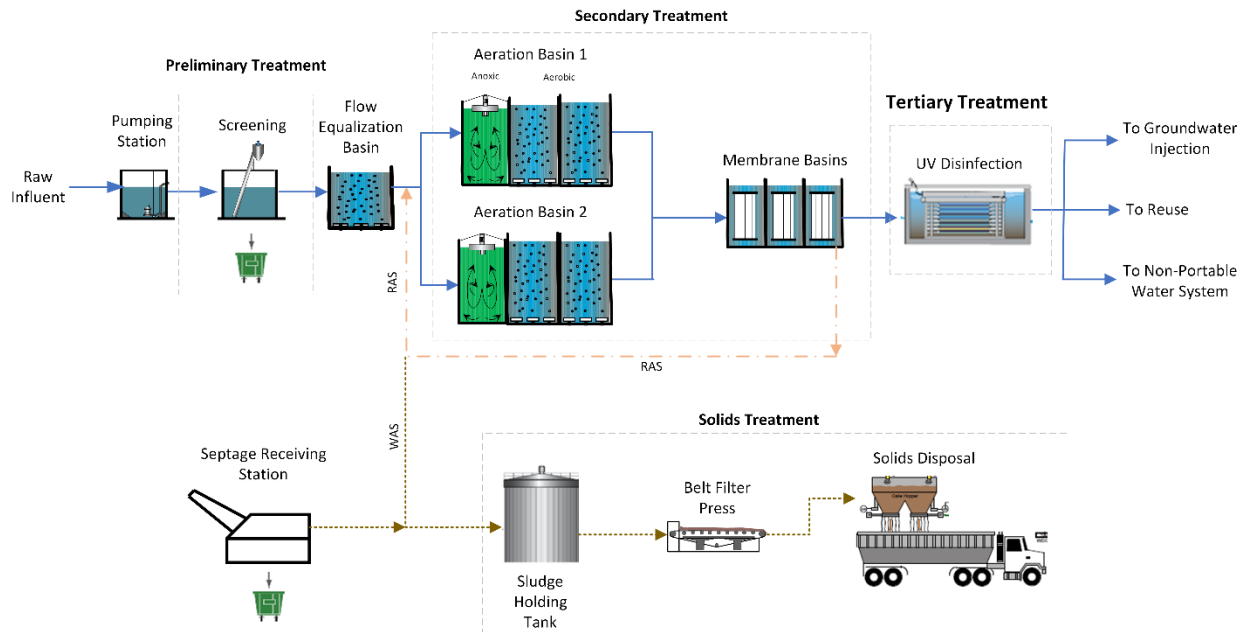 Secondary Treatment
Preliminary Treatment
Aeration Basin 1
Anoxic
Aerobic
Flow
Equalization
Basin
Pumping
Station
Screening
Tertiary Treatment
To Groundwater
Injection
UV Disinfection
Membrane Basins
Raw
Influent
To Reuse
Aeration Basin 2
To Non-Portable
Water System
RAS
RAS
WAS
Solids Treatment
Septage Receiving
Station
Solids Disposal
Cake Hopper
Belt Filter
Press
Sludge
Holding
Tank